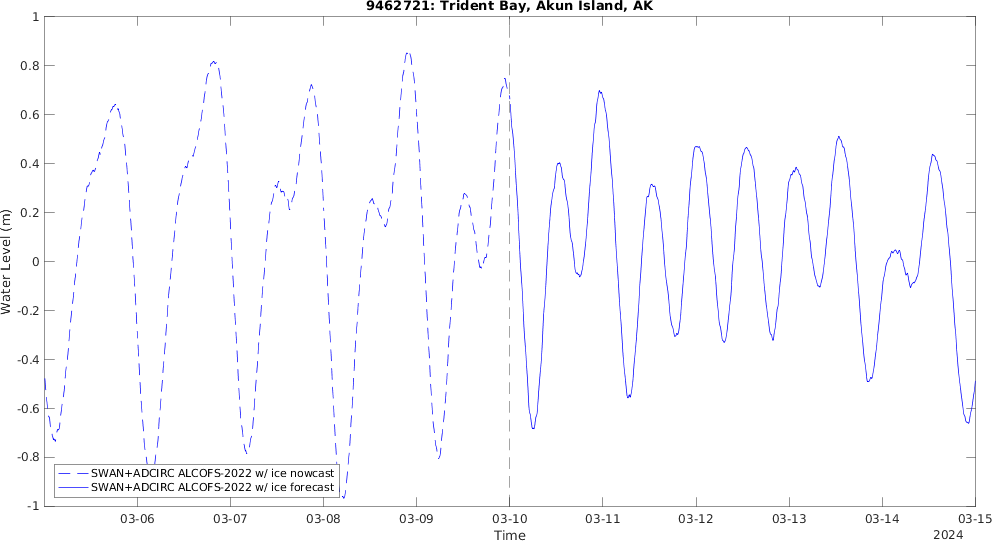 9462721: Trident Bay, Akun Island, AK
1
0.8
0.6
0.4
0.2
0
-0.2
-0.4
-0.6
-0.8
-1
Water Level (m)
SWAN+ADCIRC ALCOFS-2022 w/ ice nowcast
SWAN+ADCIRC ALCOFS-2022 w/ ice forecast
03-06 03-07 03-08 03-09 03-10 03-11 03-12 03-13 03-14 03-15
Time
2024